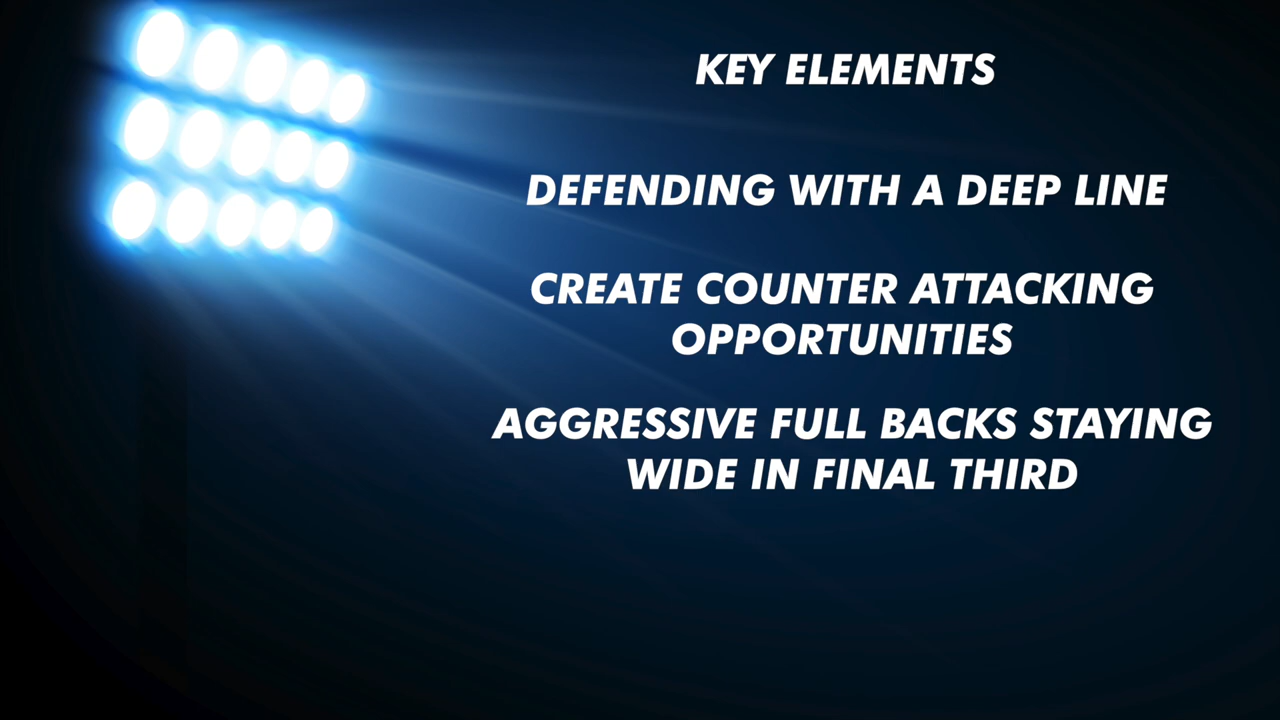 KEY ELEMENTS
DEFENDING WITH A DEEP LINE
CREATE COUNTER ATTACKING
OPPORTUNITIES
AGGRESSIVE FULL BACKS STAYING
WIDE IN FINAL THIRD